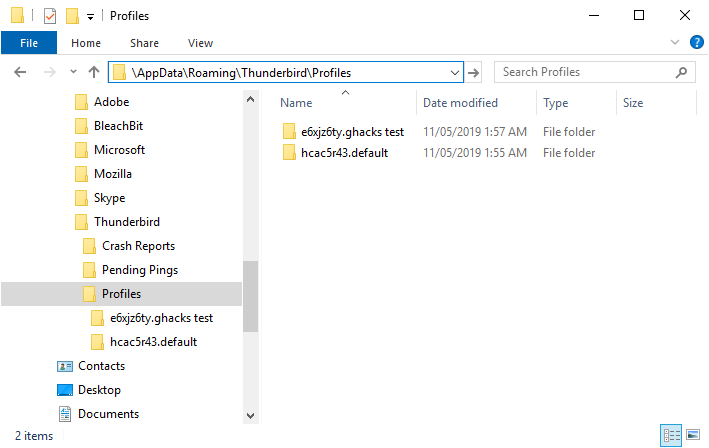 Profiles
File Home Share View
\AppData\Roaming\Thunderbird\Profiles
Search Profiles
Adobe
BleachBit
Microsoft
Mozilla
Skype
Thunderbird
Crash Reports
Pending Pings
Profiles
e6xjz6ty.ghacks test
hcac5r43.default
Contacts
Desktop
Documents
Name Date modified Type Size
e6xjz6ty.ghacks test 11/05/2019 1:57 AM File folder
hcac5r43.default 11/05/2019 1:55 AM File folder
2 items